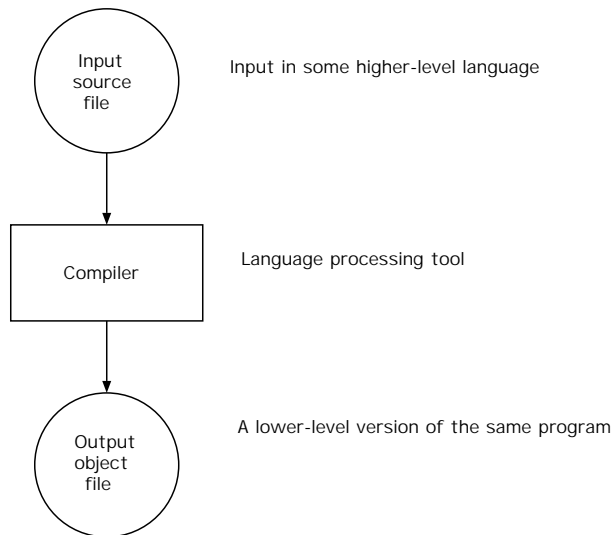 Input
source
file
Input in some higher-level language
Compiler
Language processing tool
Output
object
file
A lower-level version of the same program